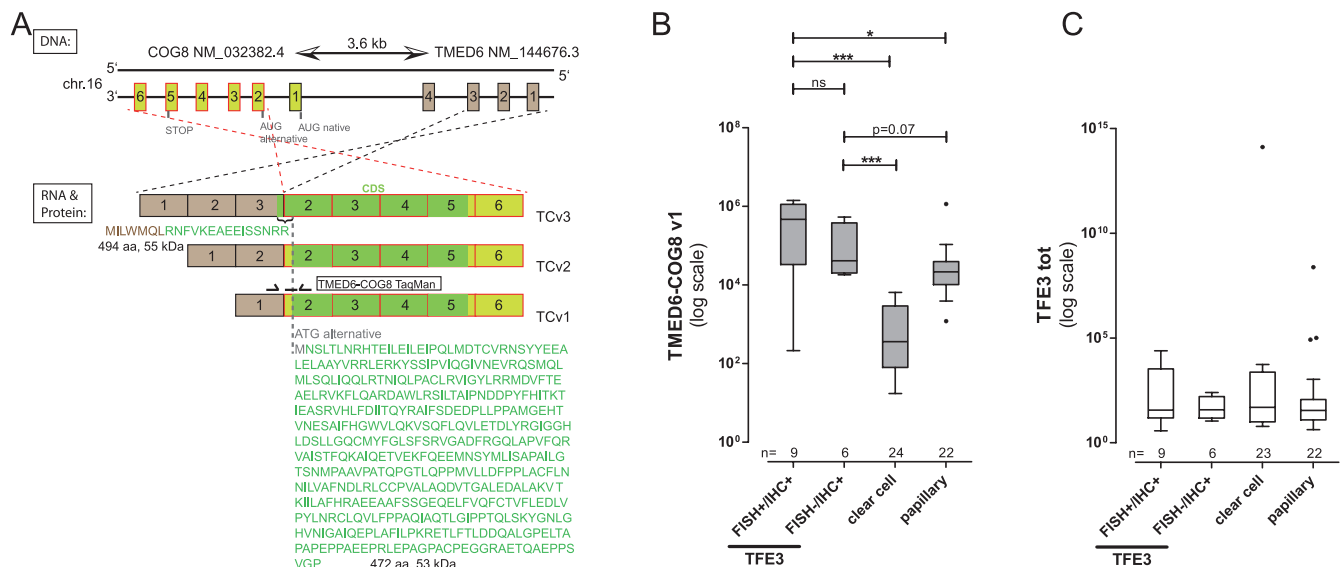 A
DNA:
COG8 NM_032382.4
3.6 kb
TMED6 NM_144676.3
5'
5'
chr.16
3'
6 5 4 3 2 1 4 3 2 1
STOP
AUG alternative
AUG native
RNA & Protein:
CDS
1 2 3 2 3 4 5 6
TCv3
MILWMQLRNFVKEAEEISSNRR
494 aa, 55 kDa
1 2 2 3 4 5 6
TCv2
TMED6-COG8 TaqMan
1 2 3 4 5 6
TCv1
ATG alternative
MNSLTLNRHTEILEILEIPQLMDTCVRNSYYEEA
LELAAYVRRLERKYSSIPVIQGIVNEVRQSMQL
MLSQLIQQLRTNIQLPACLRVIGYLRRMDVFTE
AELRVKFLQARDAWLRSILTAIPNDDPYFHITKT
IEASRVHLFDIITQYRAIFSDEDPLLPPAMGEHT
VNESAIFHGWVLQKVSQFLQVLETDLYRGIGGH
LDSLLGQCMYFGLSFSRVGADFRGQLAPVFQR
VAISTFQKAIQETVEKFQEEMNSYMLISAPAILG
TSNMPAAVPATQPGTLQPPMVLLDFPPLACFLN
NILVAFNDLRLCCPVALAQDVTGALEDALAKVT
KIILAFHRAEEAAFSSGEQELFVQFCTVFLEDLV
PYLNRCLQVLFPPAQIAQTLGIPPTQLSKYGNLG
HVNIGAIQEPLAFILPKRETLFTLDDQALGPELTA
PAPEPPAEEPRLEPAGPACPEGGRAETQAEPPS
VGP
472 aa, 53 kDa
B
*
***
ns
p=0.07
***
TMED6-COG8 v1
(log scale)
10⁸
10⁶
10⁴
10²
10⁰
n= 9 6 24 22
FISH+/IHC+
FISH-/IHC+
clear cell
papillary
TFE3
C
TFE3 tot
(log scale)
10¹⁵
10¹⁰
10⁵
10⁰
n= 9 6 23 22
FISH+/IHC+
FISH-/IHC+
clear cell
papillary
TFE3